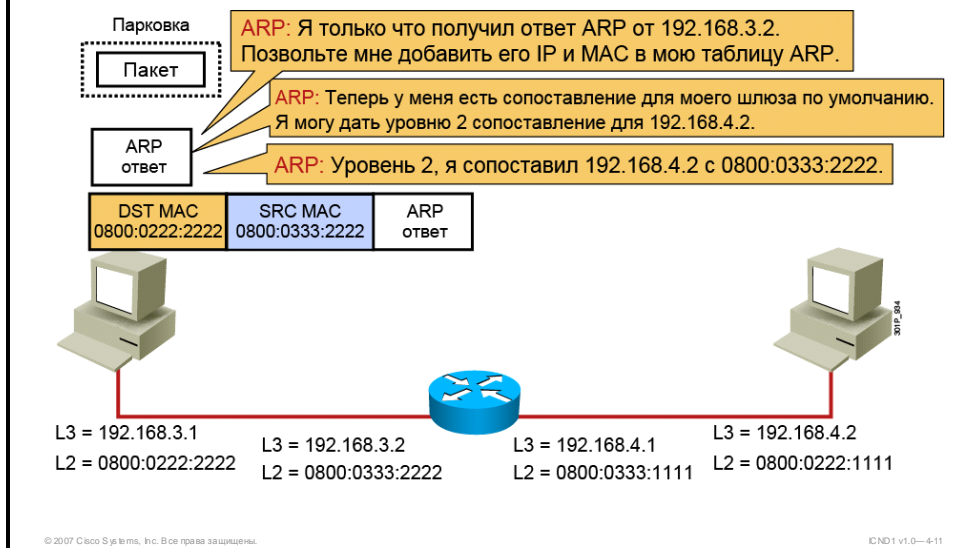 Парковка
Пакет
ARP: Я только что получил ответ ARP от 192.168.3.2.
Позвольте мне добавить его IP и MAC в мою таблицу ARP.
ARP: Теперь у меня есть сопоставление для моего шлюза по умолчанию.
Я могу дать уровню 2 сопоставление для 192.168.4.2.
ARP
ответ
ARP: Уровень 2, я сопоставил 192.168.4.2 с 0800:0333:2222.
DST MAC
0800:0222:2222
SRC MAC
0800:0333:2222
ARP
ответ
301P_934
L3 = 192.168.3.1
L2 = 0800:0222:2222
L3 = 192.168.3.2
L2 = 0800:0333:2222
L3 = 192.168.4.1
L2 = 0800:0333:1111
L3 = 192.168.4.2
L2 = 0800:0222:1111
© 2007 Cisco Systems, Inc. Все права защищены.
ICND1 v1.0—4-11